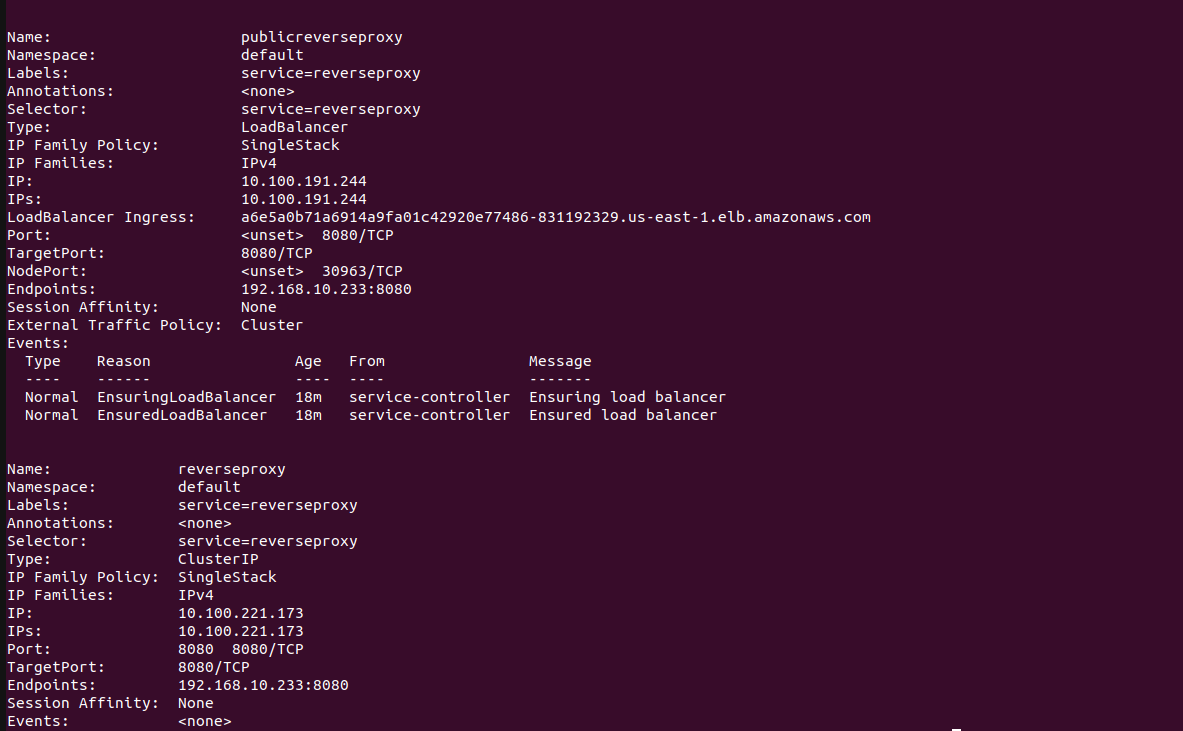 Name:                     publicreverseproxy
Namespace:                default
Labels:                   service=reverseproxy
Annotations:              <none>
Selector:                 service=reverseproxy
Type:                     LoadBalancer
IP Family Policy:         SingleStack
IP Families:              IPv4
IP:                       10.100.191.244
IPs:                      10.100.191.244
LoadBalancer Ingress:     a6e5a0b71a6914a9fa01c42920e77486-831192329.us-east-1.elb.amazonaws.com
Port:                     <unset>  8080/TCP
TargetPort:               8080/TCP
NodePort:                 <unset>  30963/TCP
Endpoints:                192.168.10.233:8080
Session Affinity:         None
External Traffic Policy:  Cluster
Events:
  Type    Reason                Age   From                Message
  ----    ------                ----  ----                -------
  Normal  EnsuringLoadBalancer  18m   service-controller  Ensuring load balancer
  Normal  EnsuredLoadBalancer   18m   service-controller  Ensured load balancer
Name:              reverseproxy
Namespace:         default
Labels:            service=reverseproxy
Annotations:       <none>
Selector:          service=reverseproxy
Type:              ClusterIP
IP Family Policy:  SingleStack
IP Families:       IPv4
IP:                10.100.221.173
IPs:               10.100.221.173
Port:              8080  8080/TCP
TargetPort:        8080/TCP
Endpoints:         192.168.10.233:8080
Session Affinity:  None
Events:            <none>